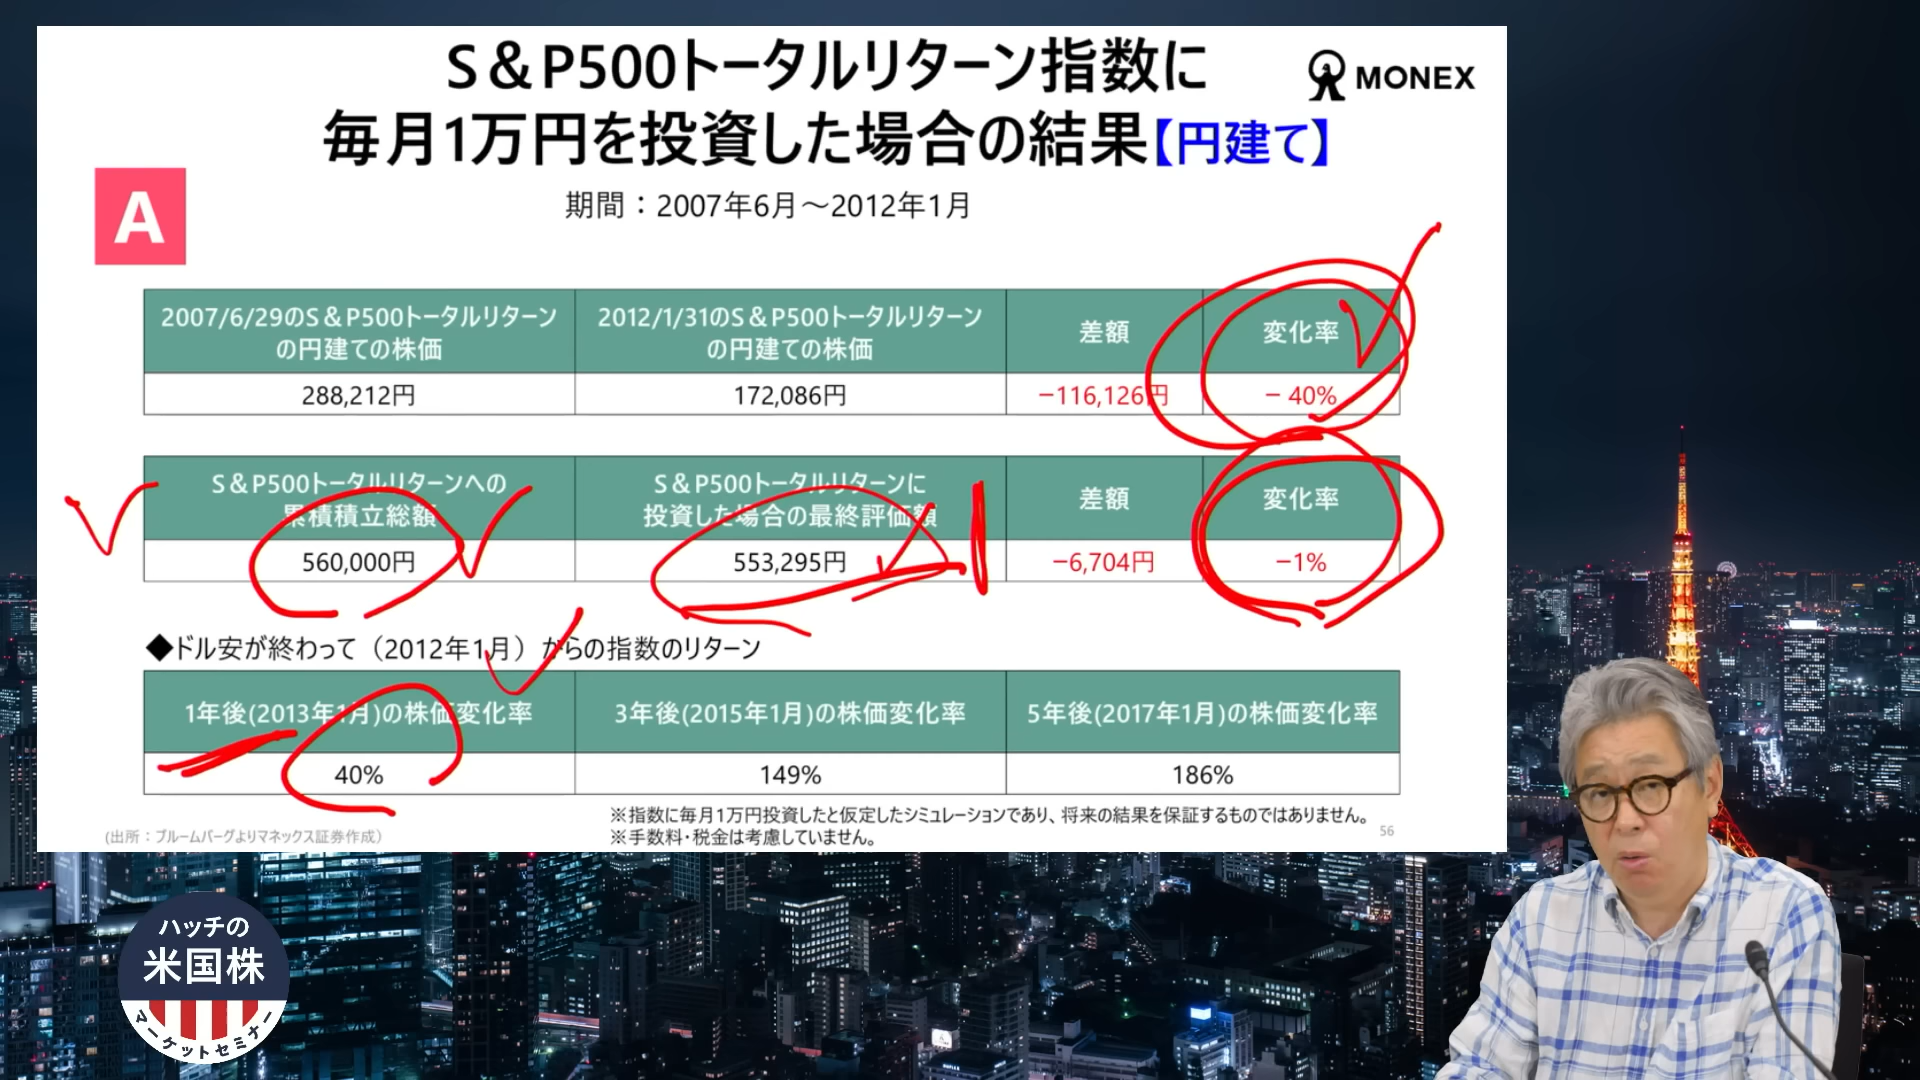 S＆P500トータルリターン指数に
毎月1万円を投資した場合の結果【円建て】
MONEX
A
期間：2007年6月～2012年1月
2007/6/29のS＆P500トータルリターン
の円建ての株価
2012/1/31のS＆P500トータルリターン
の円建ての株価
差額
変化率
288,212円
172,086円
−116,126円
− 40%
S＆P500トータルリターンへの
累積積立総額
S＆P500トータルリターンに
投資した場合の最終評価額
差額
変化率
560,000円
553,295円
−6,704円
−1%
◆ドル安が終わって（2012年1月）からの指数のリターン
1年後(2013年1月)の株価変化率
3年後(2015年1月)の株価変化率
5年後(2017年1月)の株価変化率
40%
149%
186%
※指数に毎月1万円投資したと仮定したシミュレーションであり、将来の結果を保証するものではありません。
※手数料・税金は考慮していません。
(出所：ブルームバーグよりマネックス証券作成）
56
ハッチの
米国株
マーケットセミナー